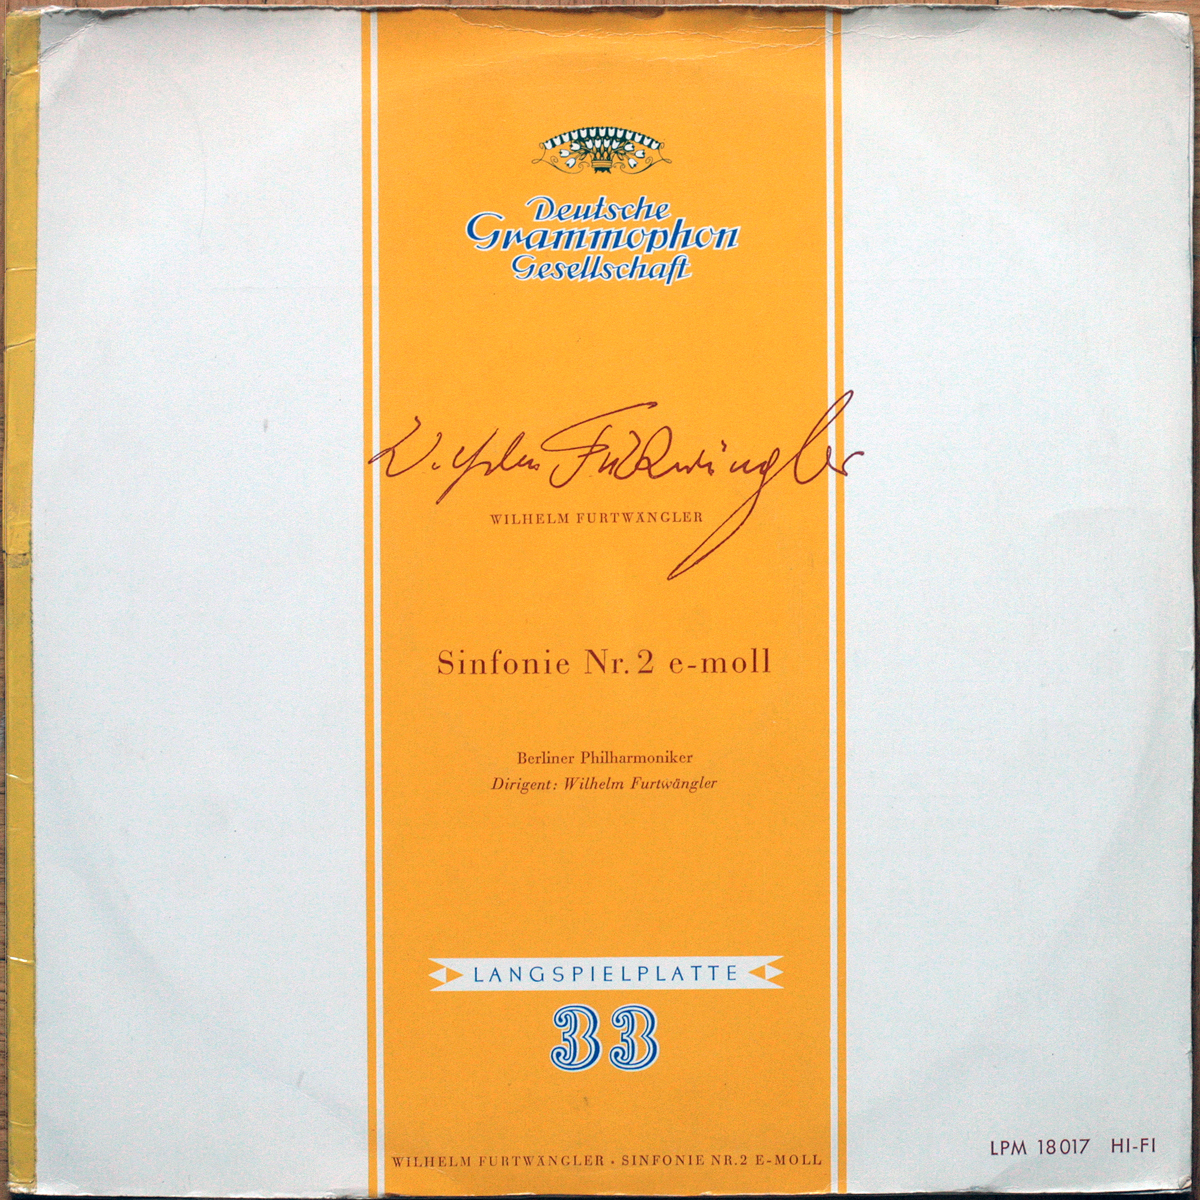 Deutsche
Grammophon
Gesellschaft
Wilhelm Furtwängler
WILHELM FURTWÄNGLER
Sinfonie Nr. 2 e-moll
Berliner Philharmoniker
Dirigent: Wilhelm Furtwängler
LANGSPIELPLATTE
33
WILHELM FURTWÄNGLER · SINFONIE NR. 2 E-MOLL
LPM 18017 HI-FI